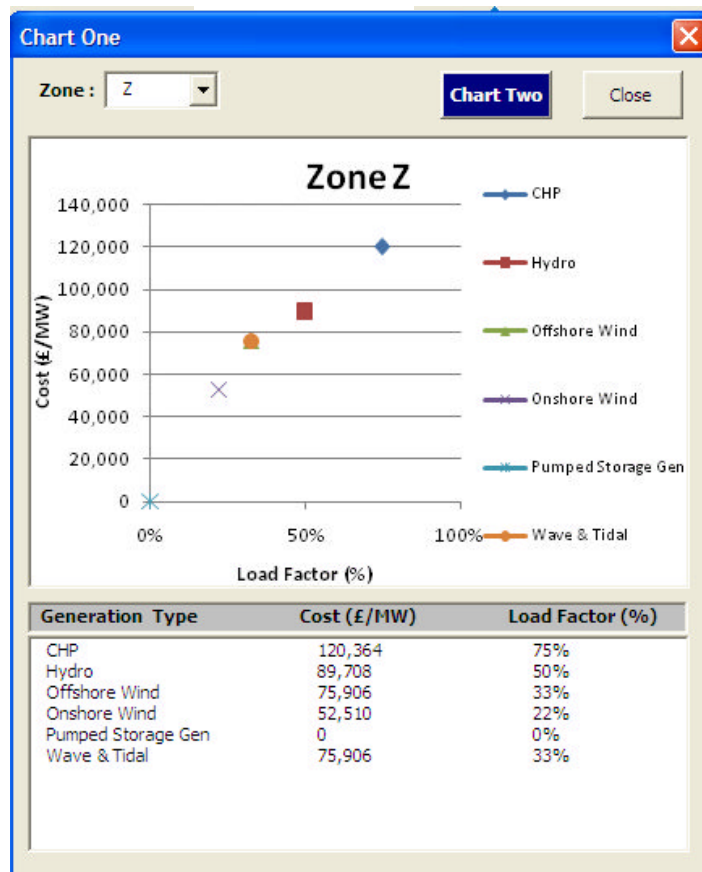 Chart One
Zone : Z
Chart Two
Close
Zone Z
140,000
120,000
100,000
80,000
60,000
40,000
20,000
0
Cost (£/MW)
0% 50% 100%
Load Factor (%)
CHP
Hydro
Offshore Wind
Onshore Wind
Pumped Storage Gen
Wave & Tidal
Generation Type Cost (£/MW) Load Factor (%)
CHP 120,364 75%
Hydro 89,708 50%
Offshore Wind 75,906 33%
Onshore Wind 52,510 22%
Pumped Storage Gen 0 0%
Wave & Tidal 75,906 33%